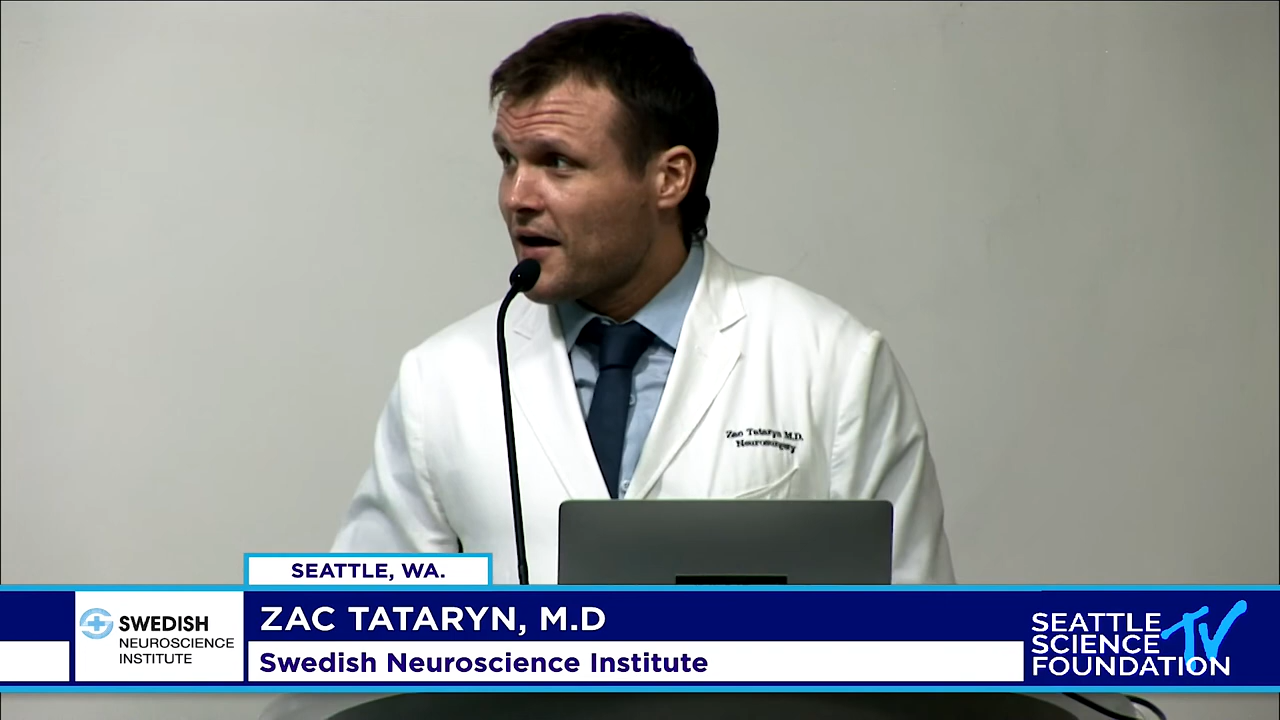 Zac Tataryn M.D.
Neurosurgery
SEATTLE, WA.
SWEDISH
NEUROSCIENCE
INSTITUTE
ZAC TATARYN, M.D
Swedish Neuroscience Institute
SEATTLE
SCIENCE
FOUNDATION
TV